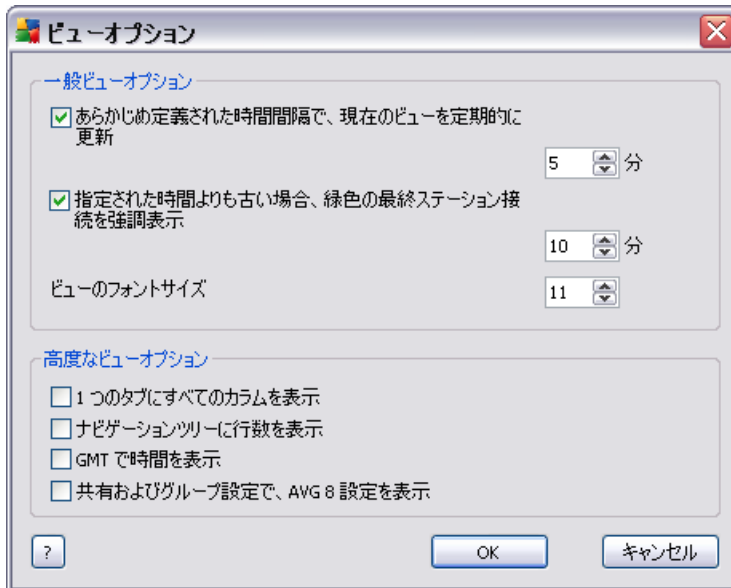 ビューオプション
一般ビューオプション
あらかじめ定義された時間間隔で、現在のビューを定期的に
更新
5 分
指定された時間よりも古い場合、緑色の最終ステーション接
続を強調表示
10 分
ビューのフォントサイズ 11
高度なビューオプション
1 つのタブにすべてのカラムを表示
ナビゲーションツリーに行数を表示
GMT で時間を表示
共有およびグループ設定で、AVG 8 設定を表示
? OK キャンセル